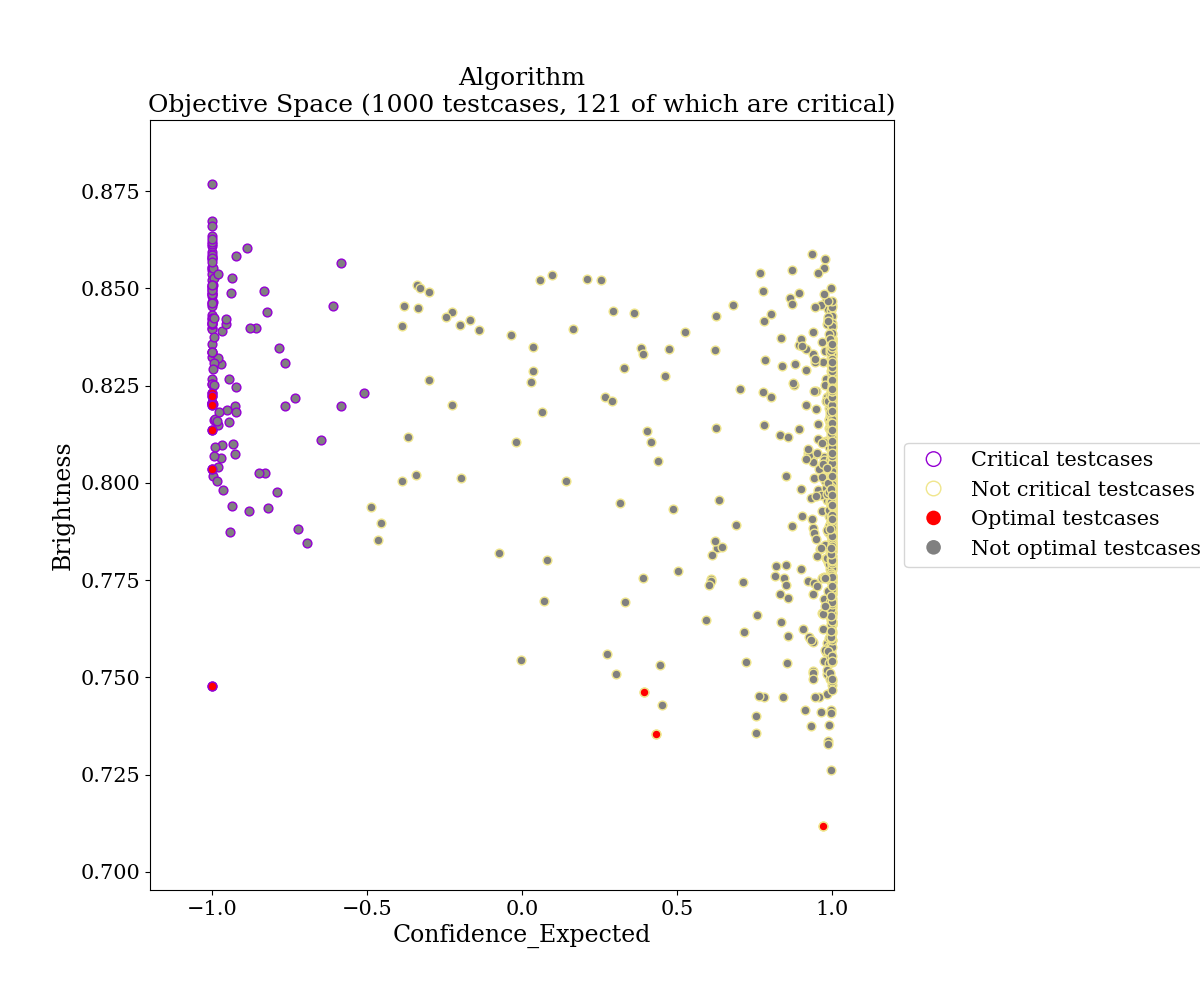 Algorithm
Objective Space (1000 testcases, 121 of which are critical)
0.875
0.850
0.825
0.800
0.775
0.750
0.725
0.700
Brightness
−1.0
−0.5
0.0
0.5
1.0
Confidence_Expected
Critical testcases
Not critical testcases
Optimal testcases
Not optimal testcases